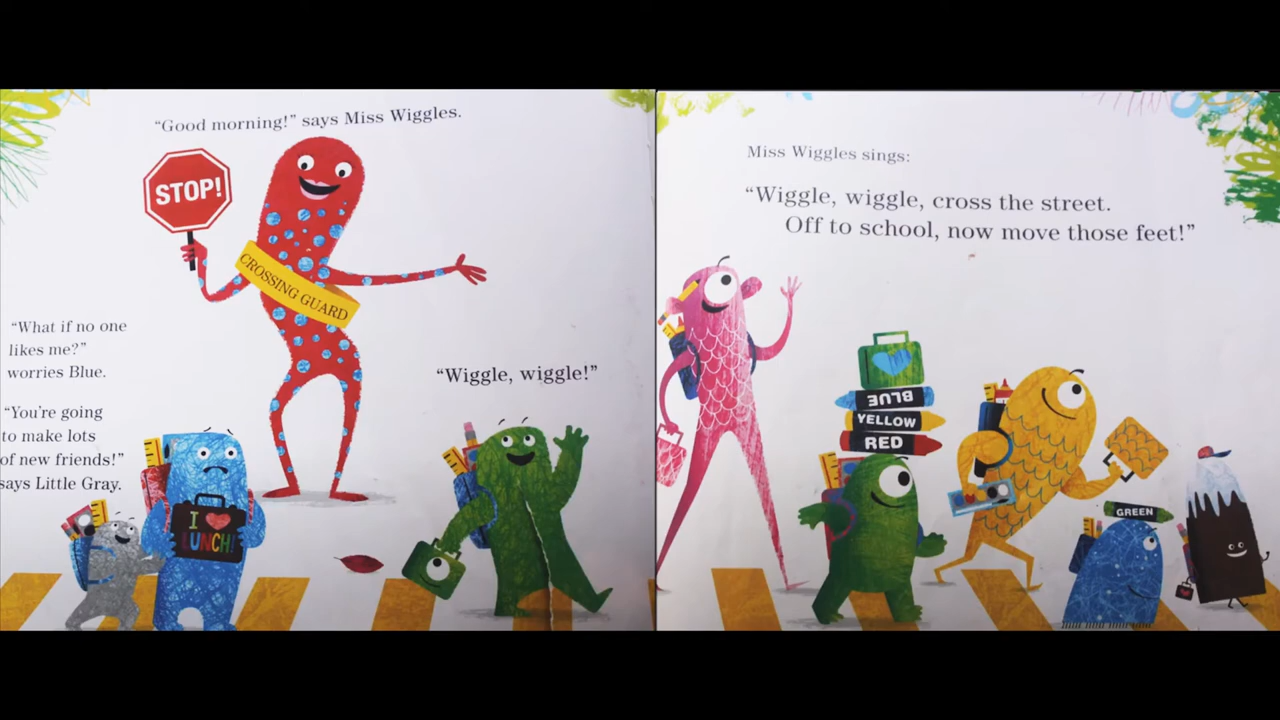 “Good morning!” says Miss Wiggles.
STOP!
CROSSING GUARD
“What if no one
likes me?”
worries Blue.
“You're going
to make lots
of new friends!”
says Little Gray.
I
LUNCH!
“Wiggle, wiggle!”
Miss Wiggles sings:
“Wiggle, wiggle, cross the street.
Off to school, now move those feet!”
BLUE
YELLOW
RED
GREEN